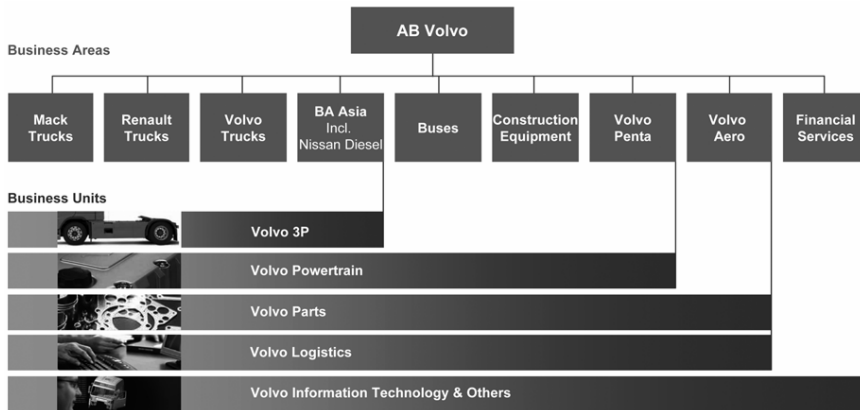 AB Volvo
Business Areas
Mack
Trucks
Renault
Trucks
Volvo
Trucks
BA Asia
Incl.
Nissan Diesel
Buses
Construction
Equipment
Volvo
Penta
Volvo
Aero
Financial
Services
Business Units
Volvo 3P
Volvo Powertrain
Volvo Parts
Volvo Logistics
Volvo Information Technology & Others